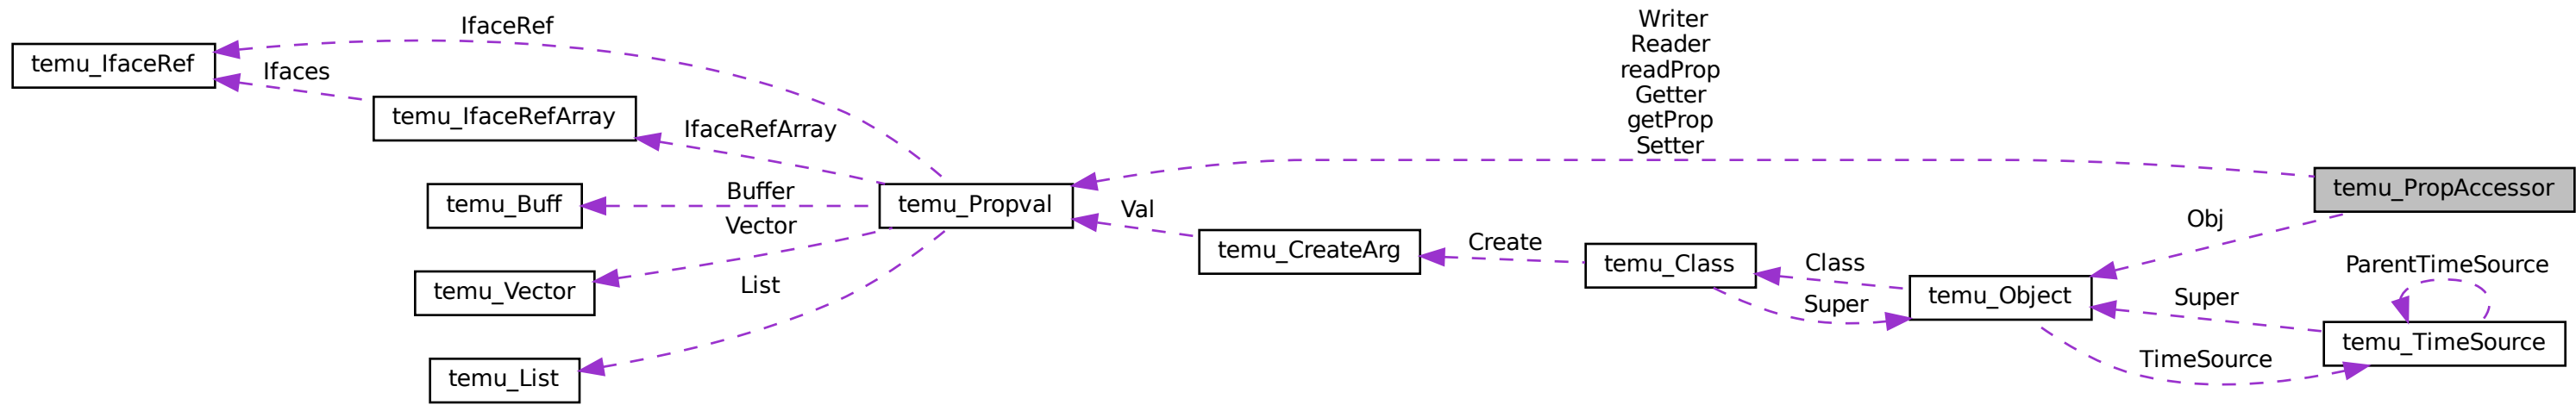 Writer
Reader
readProp
Getter
getProp
Setter
IfaceRef
temu_IfaceRef
Ifaces
temu_IfaceRefArray
IfaceRefArray
Buffer
temu_Buff
Vector
temu_Vector
List
temu_List
temu_Propval
Val
temu_CreateArg
Create
temu_Class
Class
Super
temu_Object
Obj
temu_PropAccessor
ParentTimeSource
Super
temu_TimeSource
TimeSource